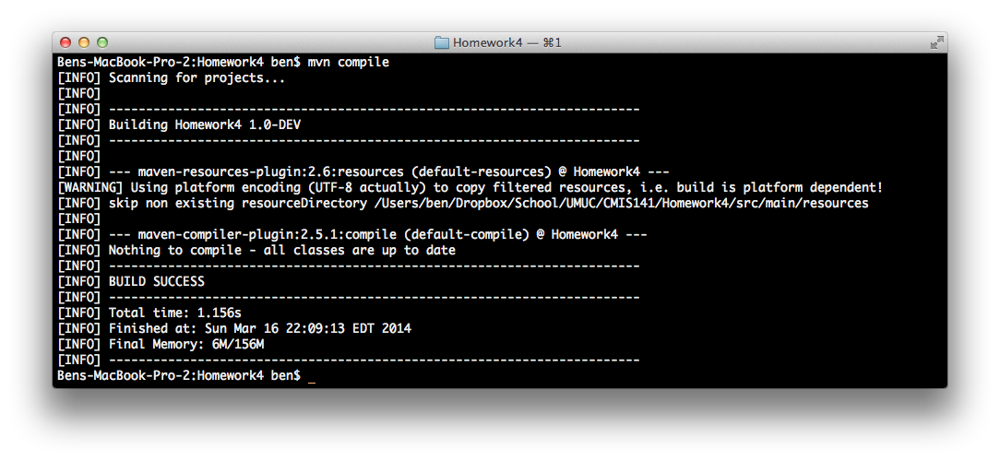 Homework4 — ⌘1
Bens-MacBook-Pro-2:Homework4 ben$ mvn compile
[INFO] Scanning for projects...
[INFO]
[INFO] ------------------------------------------------------------------------
[INFO] Building Homework4 1.0-DEV
[INFO] ------------------------------------------------------------------------
[INFO]
[INFO] --- maven-resources-plugin:2.6:resources (default-resources) @ Homework4 ---
[WARNING] Using platform encoding (UTF-8 actually) to copy filtered resources, i.e. build is platform dependent!
[INFO] skip non existing resourceDirectory /Users/ben/Dropbox/School/UMUC/CMIS141/Homework4/src/main/resources
[INFO]
[INFO] --- maven-compiler-plugin:2.5.1:compile (default-compile) @ Homework4 ---
[INFO] Nothing to compile - all classes are up to date
[INFO] ------------------------------------------------------------------------
[INFO] BUILD SUCCESS
[INFO] ------------------------------------------------------------------------
[INFO] Total time: 1.156s
[INFO] Finished at: Sun Mar 16 22:09:13 EDT 2014
[INFO] Final Memory: 6M/156M
[INFO] ------------------------------------------------------------------------
Bens-MacBook-Pro-2:Homework4 ben$ _